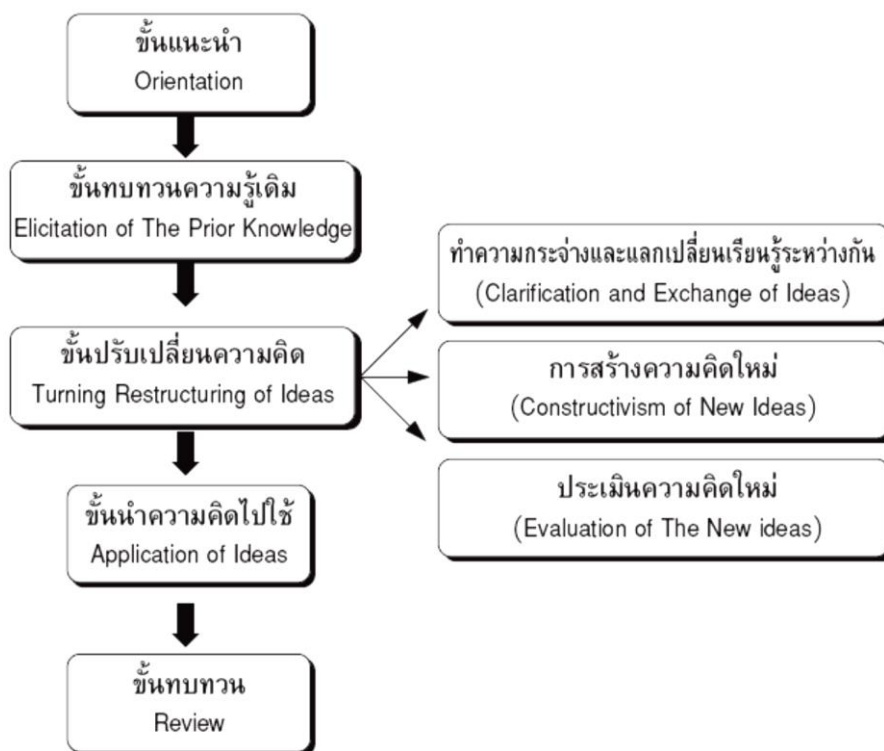 ขั้นแนะนำ
Orientation
ขั้นทบทวนความรู้เดิม
Elicitation of The Prior Knowledge
ขั้นปรับเปลี่ยนความคิด
Turning Restructuring of Ideas
ทำความกระจ่างและแลกเปลี่ยนเรียนรู้ระหว่างกัน
(Clarification and Exchange of Ideas)
การสร้างความคิดใหม่
(Constructivism of New Ideas)
ประเมินความคิดใหม่
(Evaluation of The New ideas)
ขั้นนำความคิดไปใช้
Application of Ideas
ขั้นทบทวน
Review